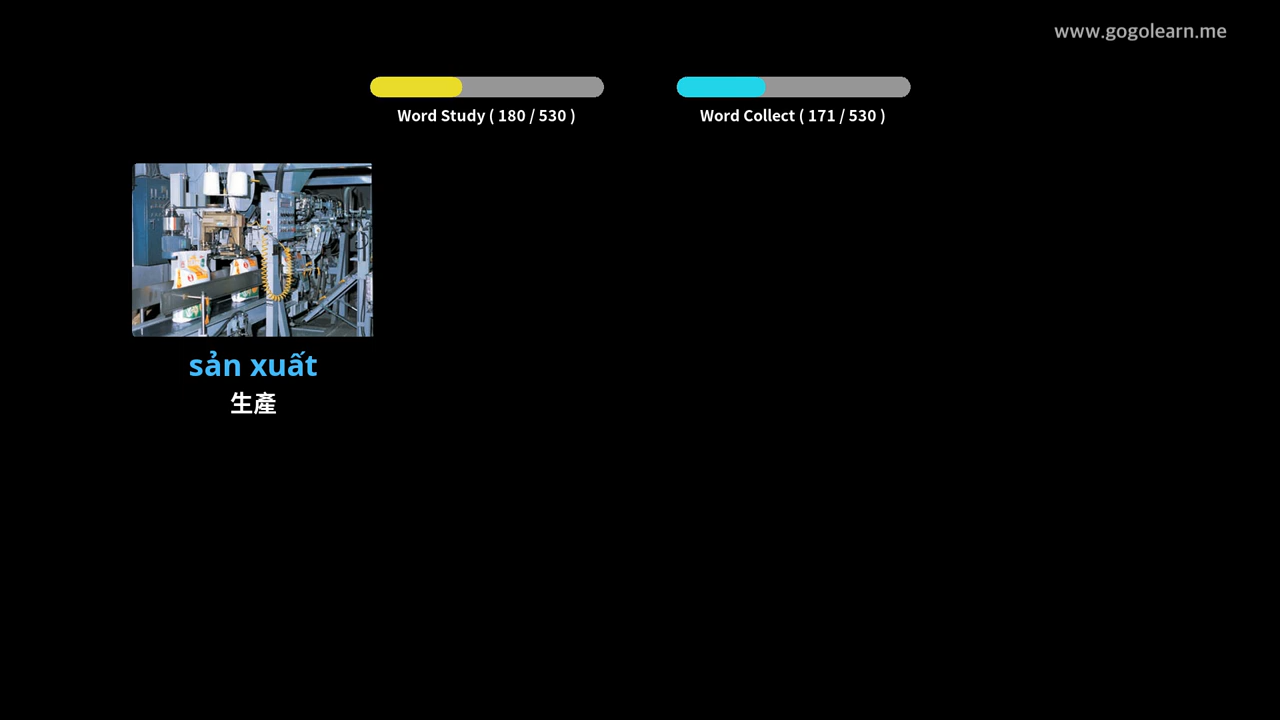 www.gogolearn.me
Word Study ( 180 / 530 )
Word Collect ( 171 / 530 )
sản xuất
生產